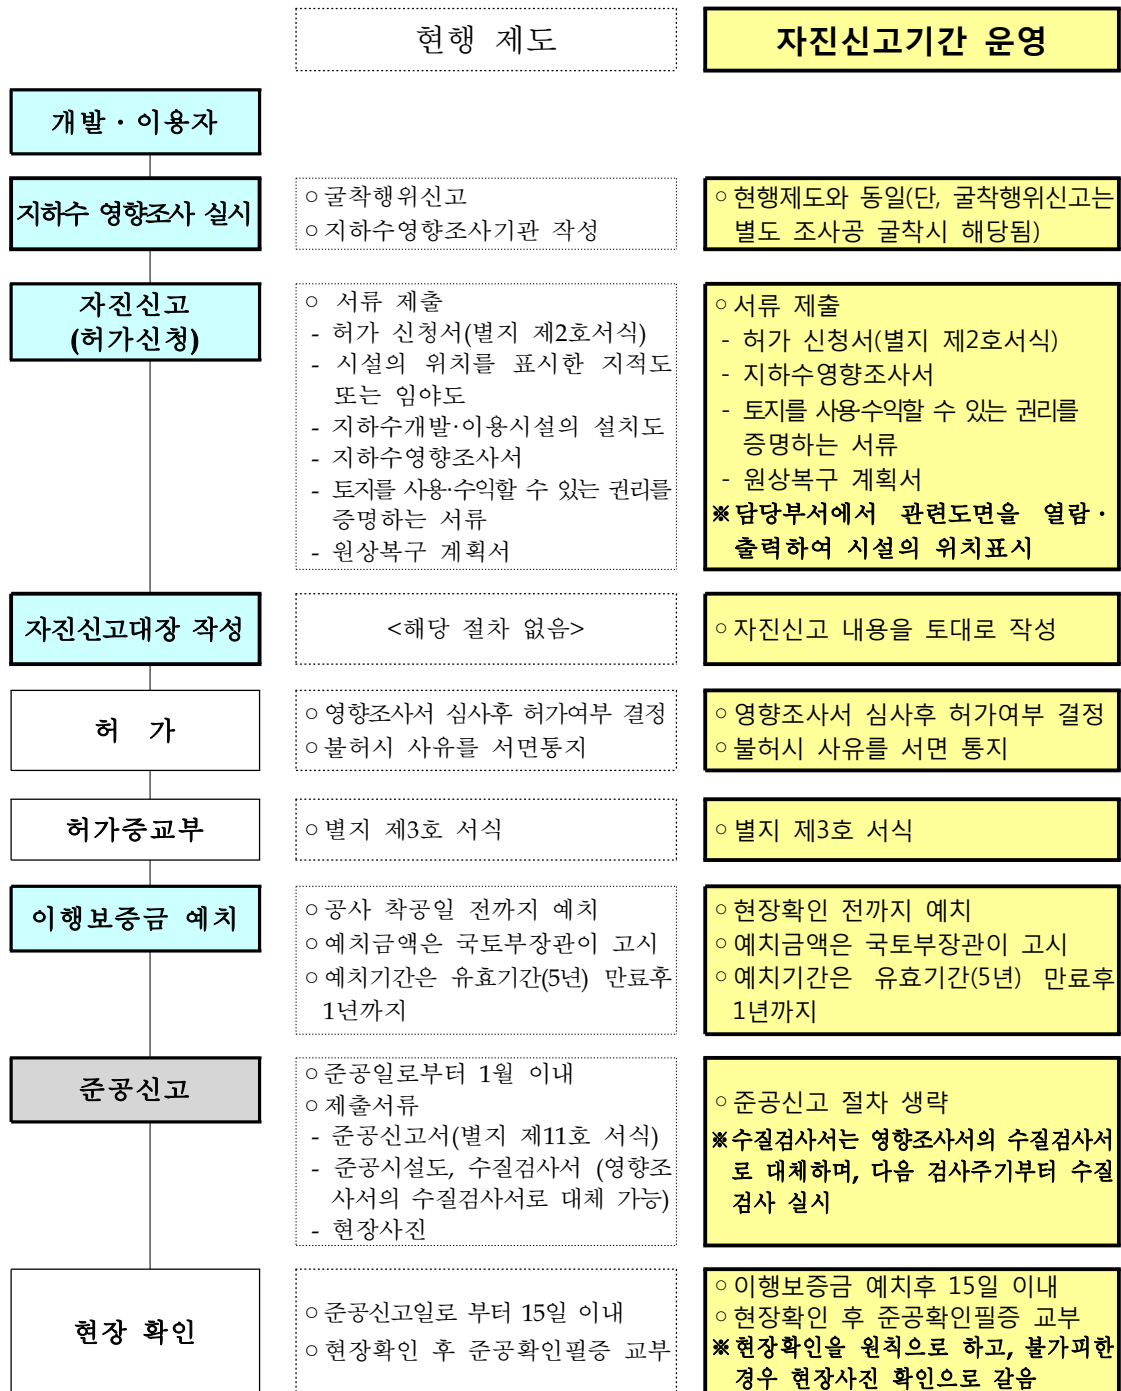 현행 제도
자진신고기간 운영
개발 · 이용자
지하수 영향조사 실시
○ 굴착행위신고
○ 지하수영향조사기관 작성
○ 현행제도와 동일(단, 굴착행위신고는
별도 조사공 굴착시 해당됨)
자진신고
(허가신청)
○ 서류 제출
- 허가 신청서(별지 제2호서식)
- 시설의 위치를 표시한 지적도
또는 임야도
- 지하수개발·이용시설의 설치도
- 지하수영향조사서
- 토지를 사용·수익할 수 있는 권리를
증명하는 서류
- 원상복구 계획서
○ 서류 제출
- 허가 신청서(별지 제2호서식)
- 지하수영향조사서
- 토지를 사용·수익할 수 있는 권리를
증명하는 서류
- 원상복구 계획서
※ 담당부서에서 관련도면을 열람 ·
출력하여 시설의 위치표시
자진신고대장 작성
<해당 절차 없음>
○ 자진신고 내용을 토대로 작성
허 가
○ 영향조사서 심사후 허가여부 결정
○ 불허시 사유를 서면통지
○ 영향조사서 심사후 허가여부 결정
○ 불허시 사유를 서면 통지
허가증교부
○ 별지 제3호 서식
○ 별지 제3호 서식
이행보증금 예치
○ 공사 착공일 전까지 예치
○ 예치금액은 국토부장관이 고시
○ 예치기간은 유효기간(5년) 만료후
1년까지
○ 현장확인 전까지 예치
○ 예치금액은 국토부장관이 고시
○ 예치기간은 유효기간(5년) 만료후
1년까지
준공신고
○ 준공일로부터 1월 이내
○ 제출서류
- 준공신고서(별지 제11호 서식)
- 준공시설도, 수질검사서 (영향조
사서의 수질검사서로 대체 가능)
- 현장사진
○ 준공신고 절차 생략
※ 수질검사서는 영향조사서의 수질검사서
로 대체하며, 다음 검사주기부터 수질
검사 실시
현장 확인
○ 준공신고일로 부터 15일 이내
○ 현장확인 후 준공확인필증 교부
○ 이행보증금 예치후 15일 이내
○ 현장확인 후 준공확인필증 교부
※ 현장확인을 원칙으로 하고, 불가피한
경우 현장사진 확인으로 갈음